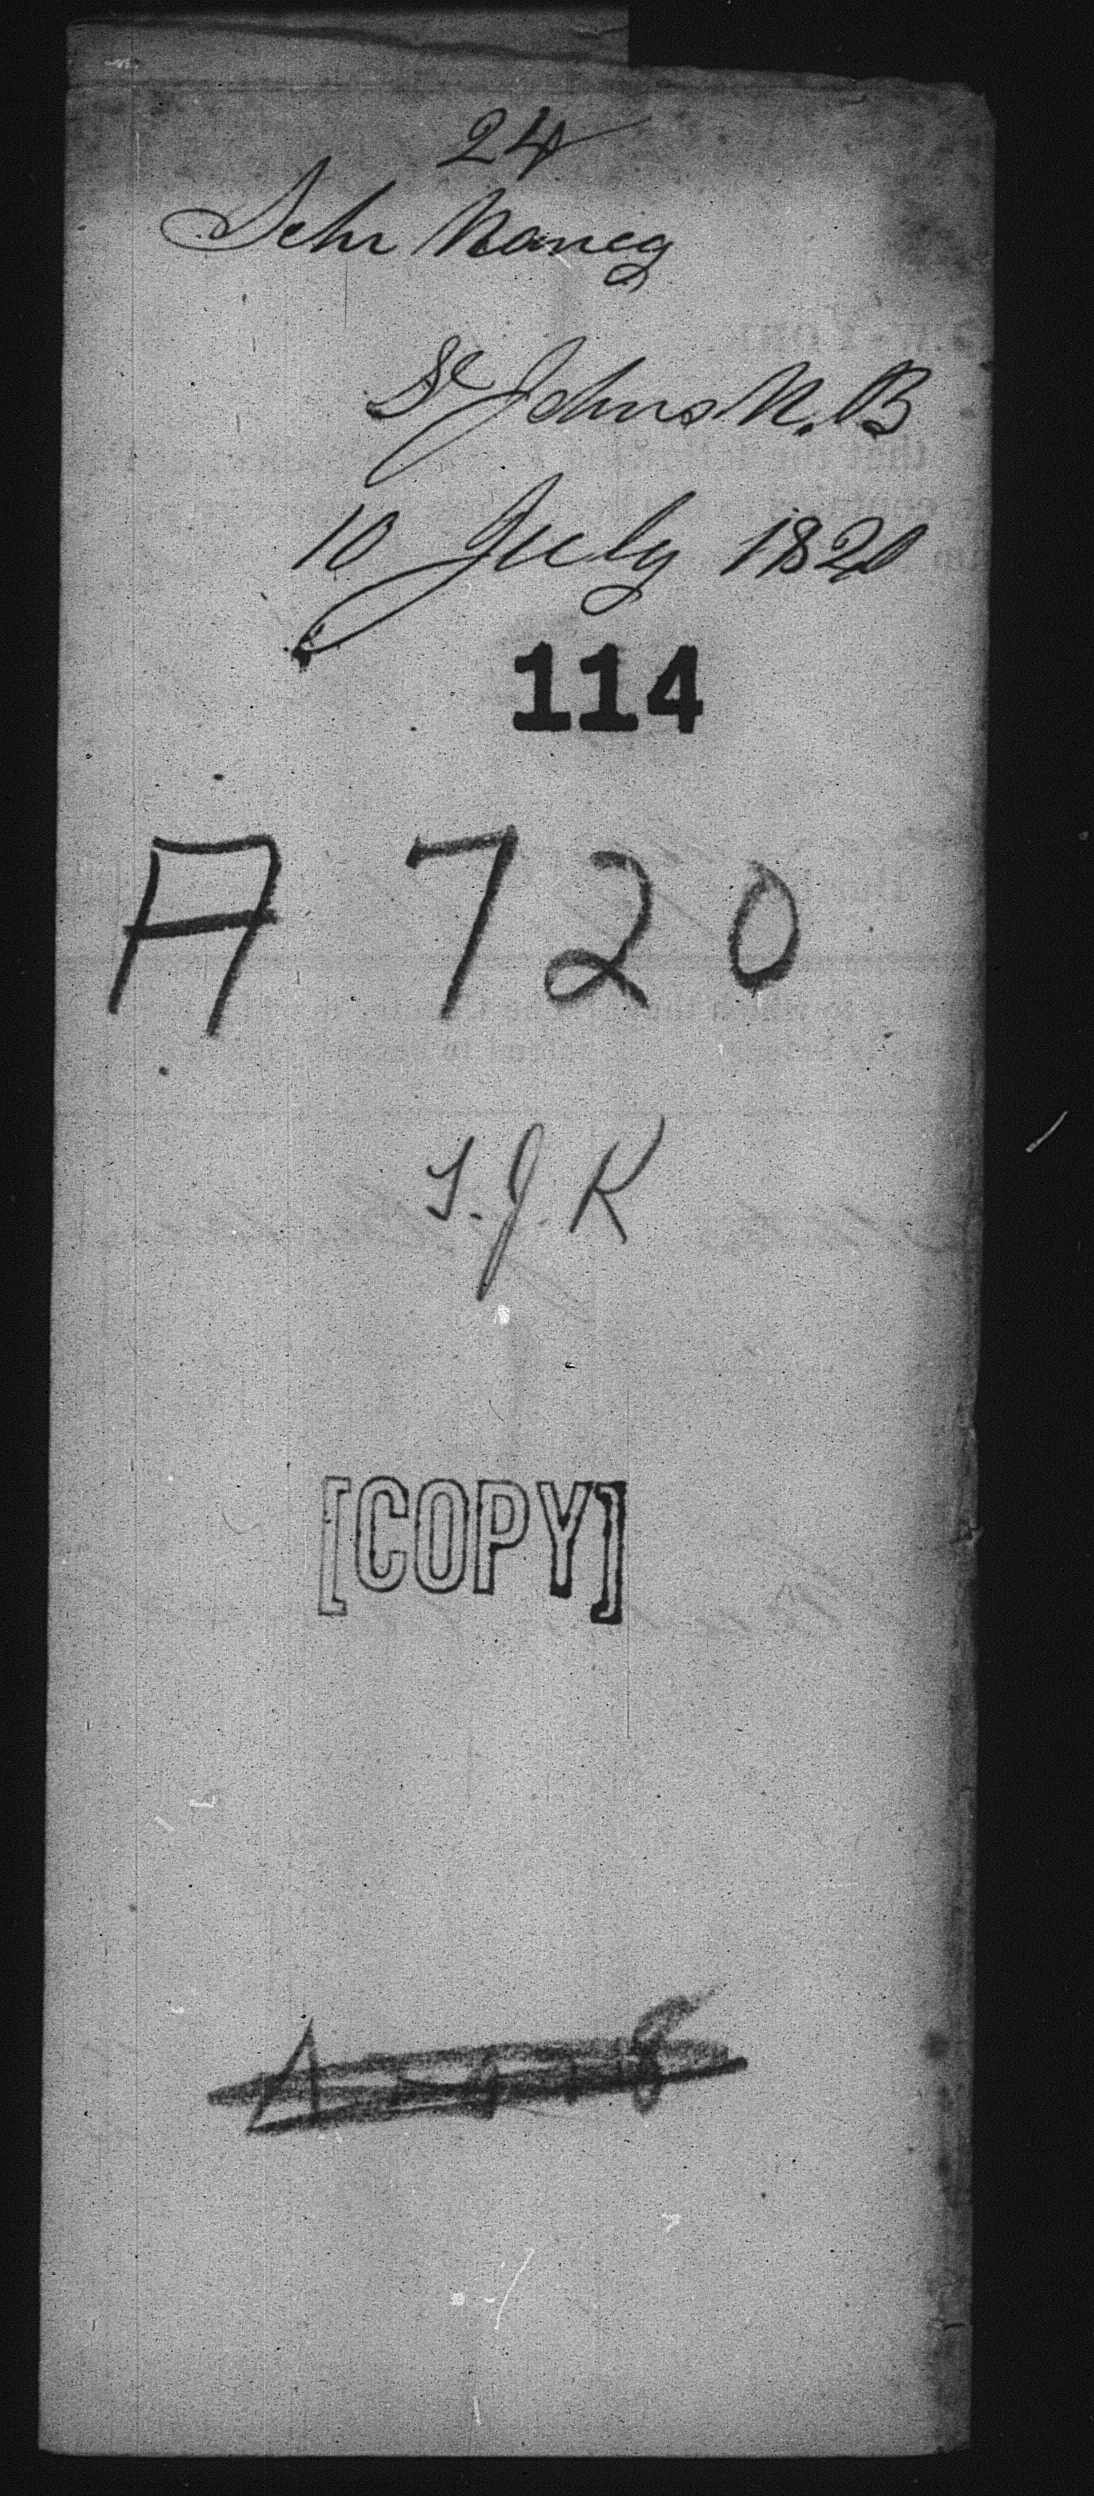 24
Schr Nancy
St Johns N. B
10 July 1820
114
A 720
T. J. K
[COPY]